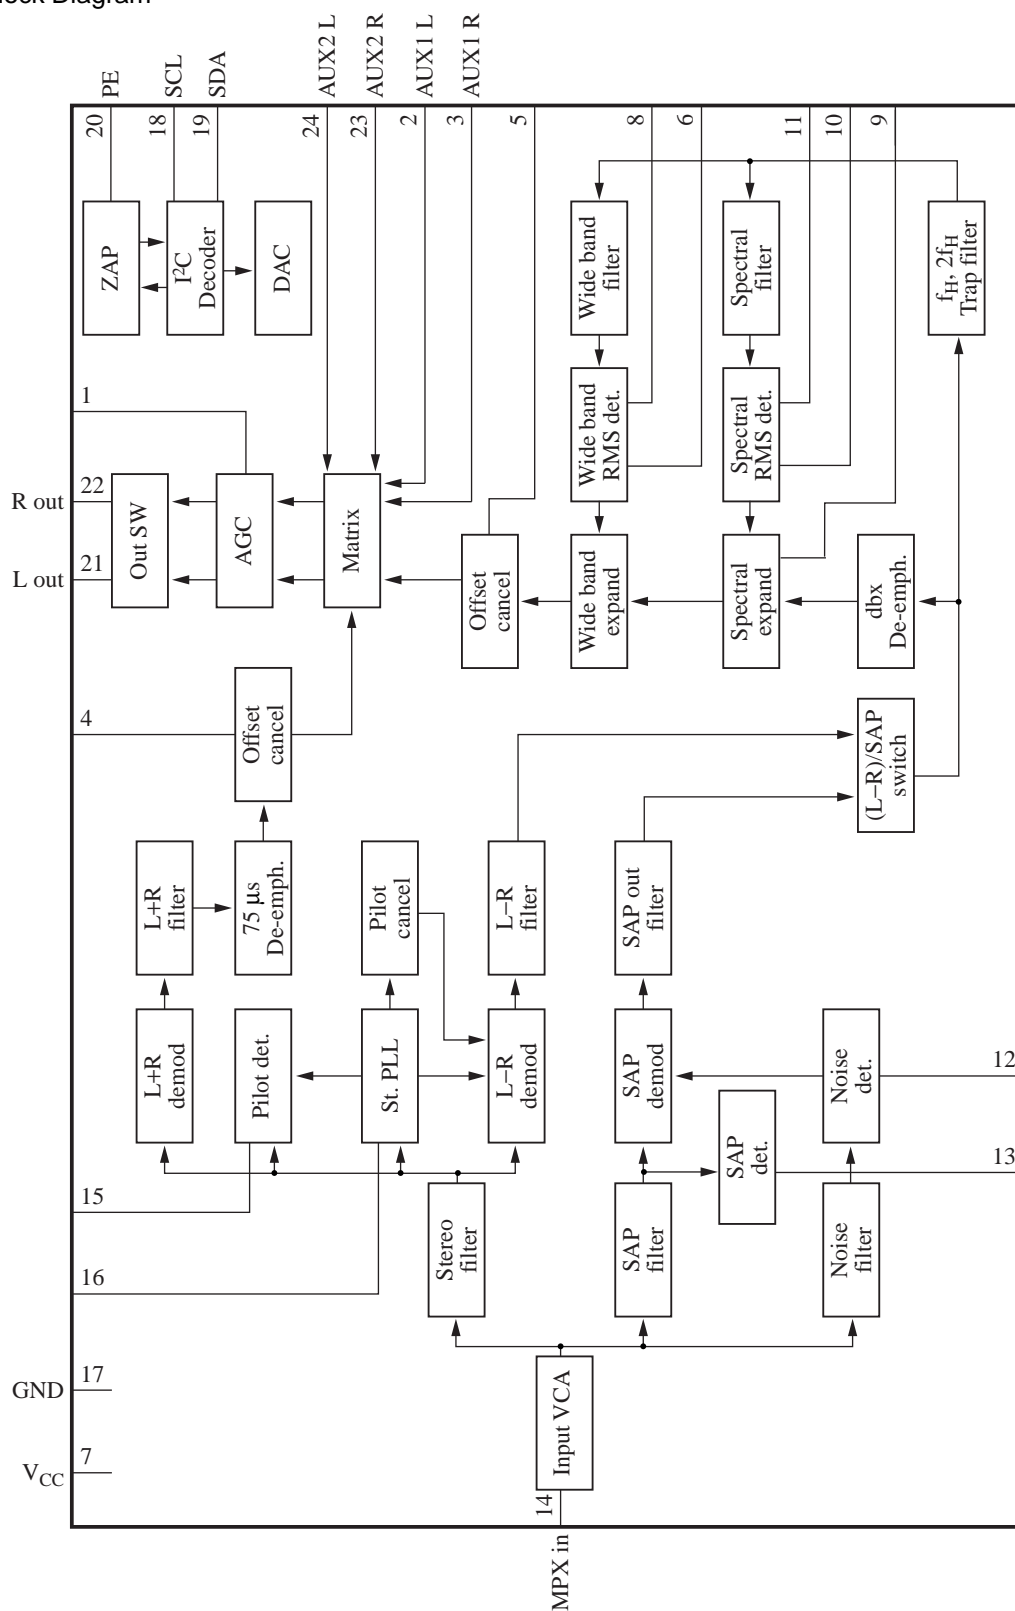 Block Diagram
PE
SCL
SDA
AUX2 L
AUX2 R
AUX1 L
AUX1 R
20
18
19
24
23
2
3
5
8
6
11
10
9
ZAP
I²C
Decoder
DAC
Wide band
filter
Spectral
filter
fH, 2fH
Trap filter
1
Wide band
RMS det.
Spectral
RMS det.
R out
22
L out
21
Out SW
AGC
Matrix
Offset
cancel
Wide band
expand
Spectral
expand
dbx
De-emph.
4
Offset
cancel
(L−R)/SAP
switch
L+R
filter
75 µs
De-emph.
Pilot
cancel
L−R
filter
SAP out
filter
L+R
demod
Pilot det.
St. PLL
L−R
demod
SAP
demod
Noise
det.
12
SAP
det.
13
15
16
Stereo
filter
SAP
filter
Noise
filter
GND
17
VCC
7
Input VCA
14
MPX in